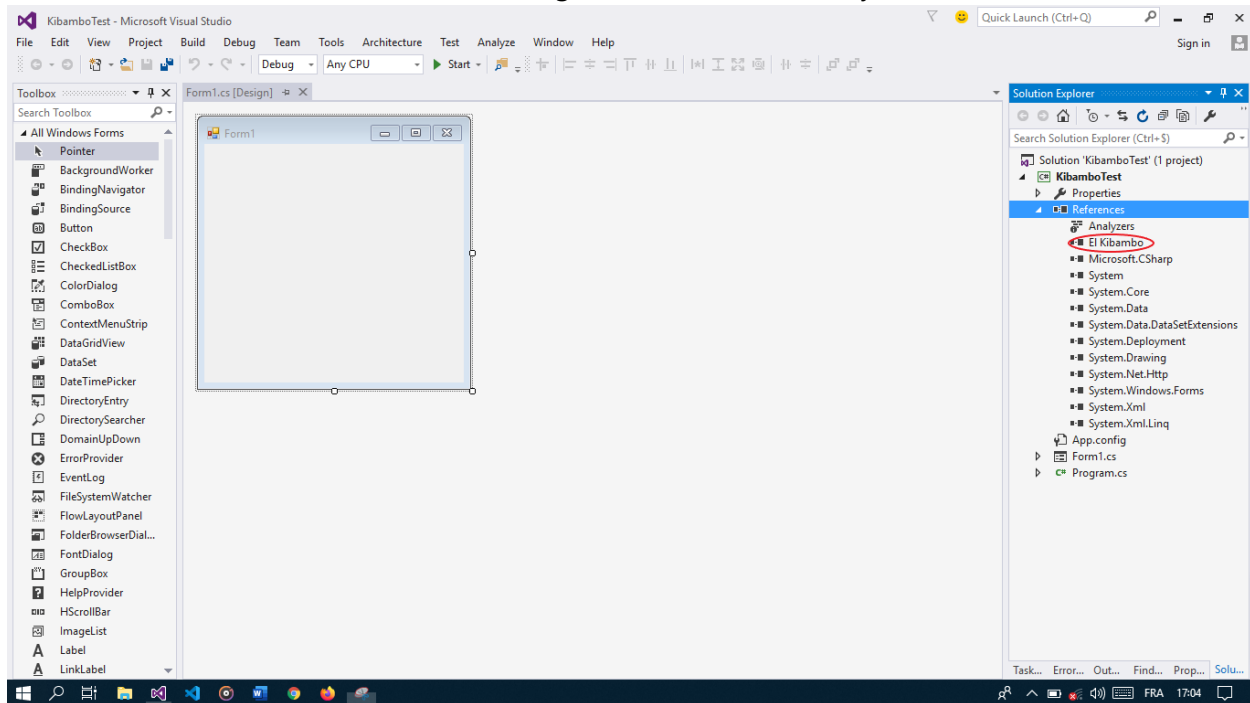 KibamboTest - Microsoft Visual Studio
Quick Launch (Ctrl+Q)
File Edit View Project Build Debug Team Tools Architecture Test Analyze Window Help
Sign in
Debug Any CPU Start
Toolbox
Search Toolbox
All Windows Forms
Pointer
BackgroundWorker
BindingNavigator
BindingSource
Button
CheckBox
CheckedListBox
ColorDialog
ComboBox
ContextMenuStrip
DataGridView
DataSet
DateTimePicker
DirectoryEntry
DirectorySearcher
DomainUpDown
ErrorProvider
EventLog
FileSystemWatcher
FlowLayoutPanel
FolderBrowserDial...
FontDialog
GroupBox
HelpProvider
HScrollBar
ImageList
Label
LinkLabel
Form1.cs [Design]
Form1
Solution Explorer
Search Solution Explorer (Ctrl+$)
Solution 'KibamboTest' (1 project)
KibamboTest
Properties
References
Analyzers
El Kibambo
Microsoft.CSharp
System
System.Core
System.Data
System.Data.DataSetExtensions
System.Deployment
System.Drawing
System.Net.Http
System.Windows.Forms
System.Xml
System.Xml.Linq
App.config
Form1.cs
Program.cs
Task... Error... Out... Find... Prop... Solu...
FRA 17:04